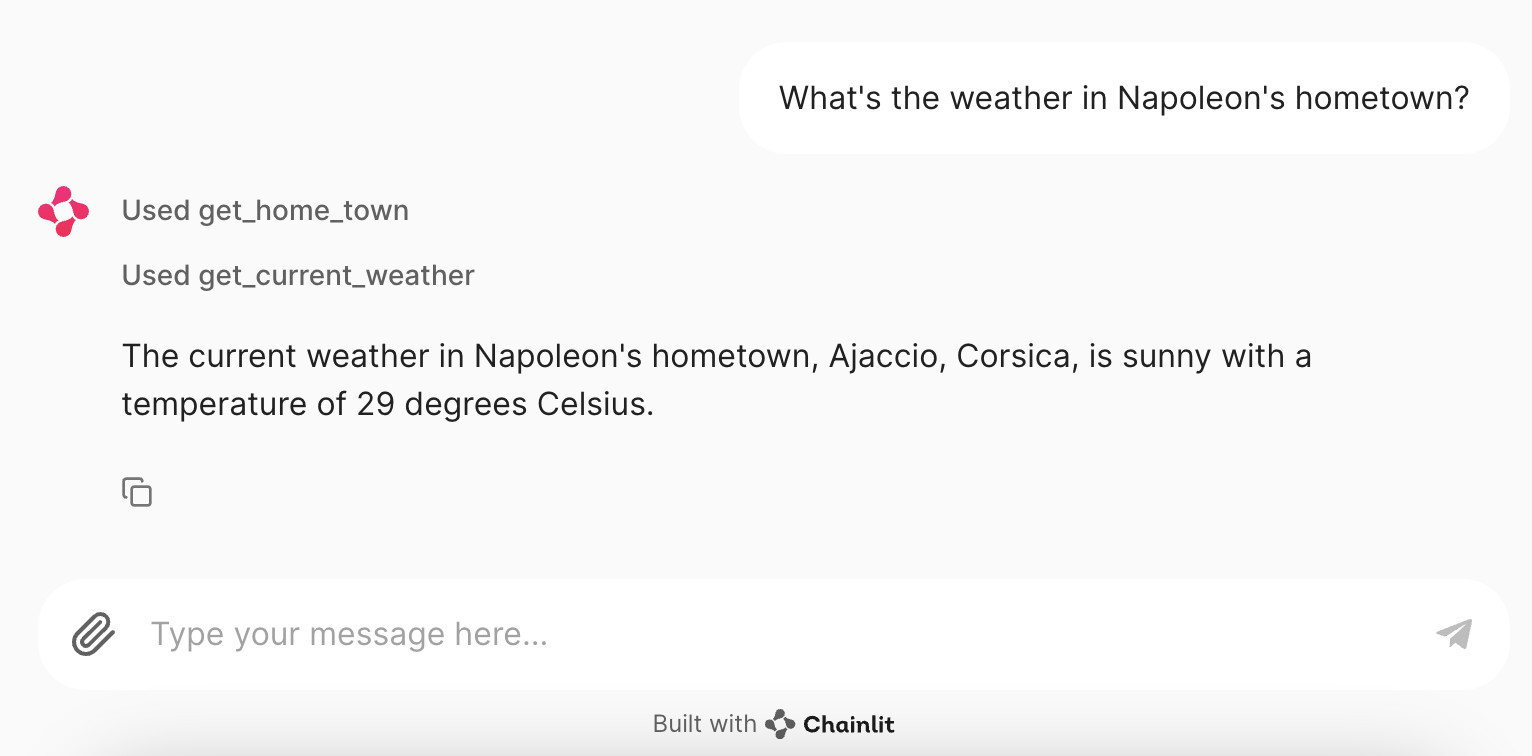 What's the weather in Napoleon's hometown?
Used get_home_town
Used get_current_weather
The current weather in Napoleon's hometown, Ajaccio, Corsica, is sunny with a
temperature of 29 degrees Celsius.
Type your message here...
Built with Chainlit